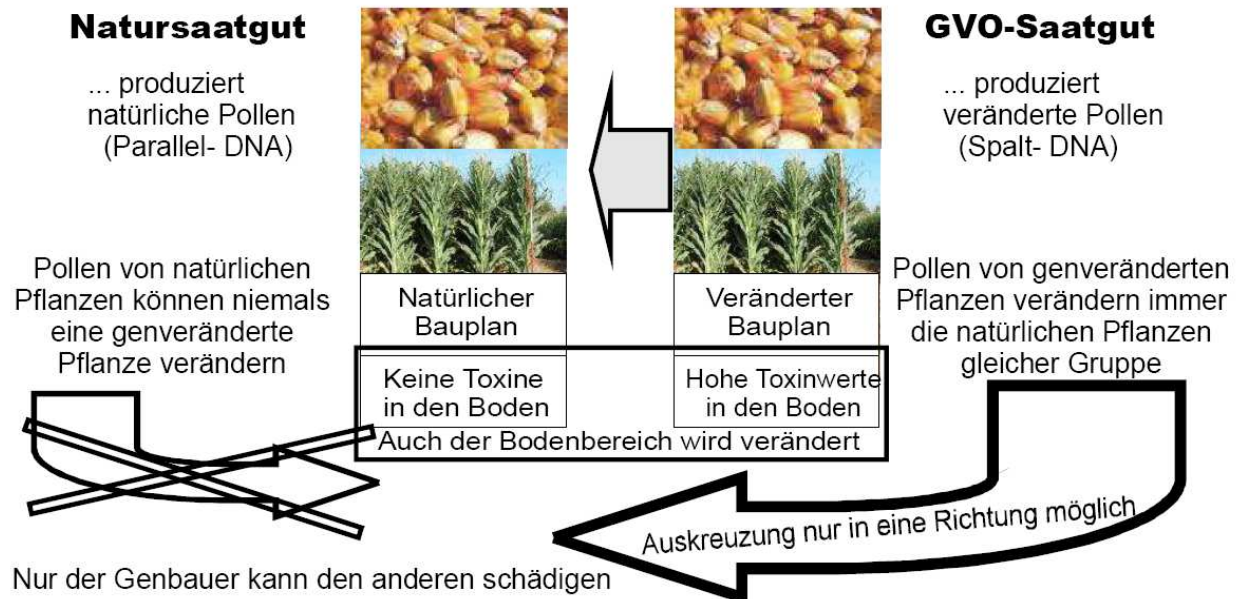 Natursaatgut
... produziert
natürliche Pollen
(Parallel- DNA)
GVO-Saatgut
... produziert
veränderte Pollen
(Spalt- DNA)
Pollen von natürlichen
Pflanzen können niemals
eine genveränderte
Pflanze verändern
Natürlicher
Bauplan
Veränderter
Bauplan
Pollen von genveränderten
Pflanzen verändern immer
die natürlichen Pflanzen
gleicher Gruppe
Keine Toxine
in den Boden
Hohe Toxinwerte
in den Boden
Auch der Bodenbereich wird verändert
Auskreuzung nur in eine Richtung möglich
Nur der Genbauer kann den anderen schädigen